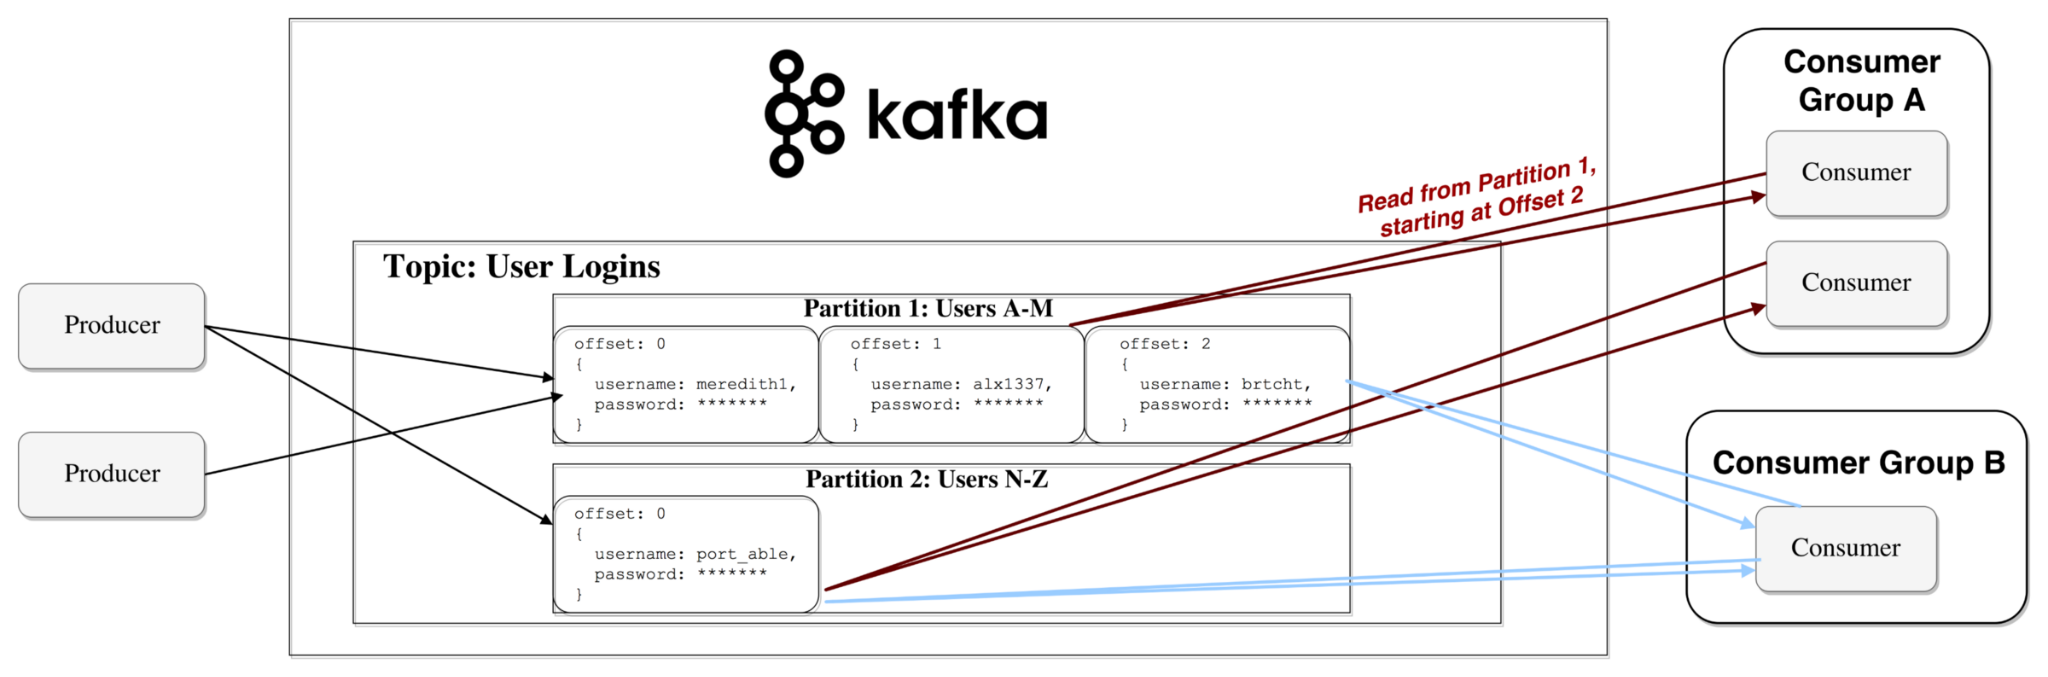 kafka
Consumer
Group A
Consumer
Consumer
Read from Partition 1,
starting at Offset 2
Topic: User Logins
Producer
Producer
Partition 1: Users A-M
offset: 0
{
username: meredith1,
password: *******
}
offset: 1
{
username: alx1337,
password: *******
}
offset: 2
{
username: brtcht,
password: *******
}
Partition 2: Users N-Z
offset: 0
{
username: port_able,
password: *******
}
Consumer Group B
Consumer